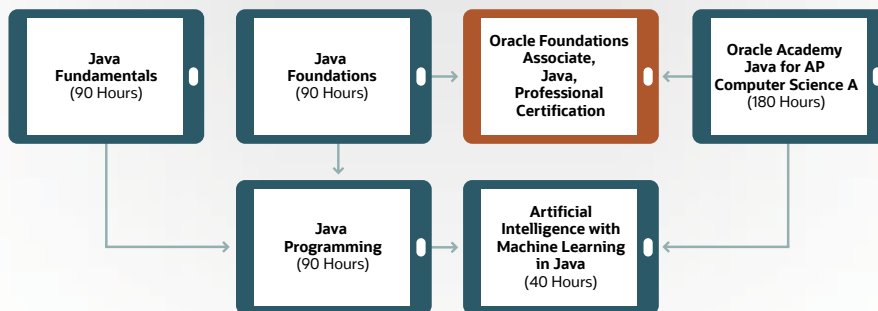 Java
Fundamentals
(90 Hours)
Java
Foundations
(90 Hours)
Oracle Foundations
Associate,
Java,
Professional
Certification
Oracle Academy
Java for AP
Computer Science A
(180 Hours)
Java
Programming
(90 Hours)
Artificial
Intelligence with
Machine Learning
in Java
(40 Hours)